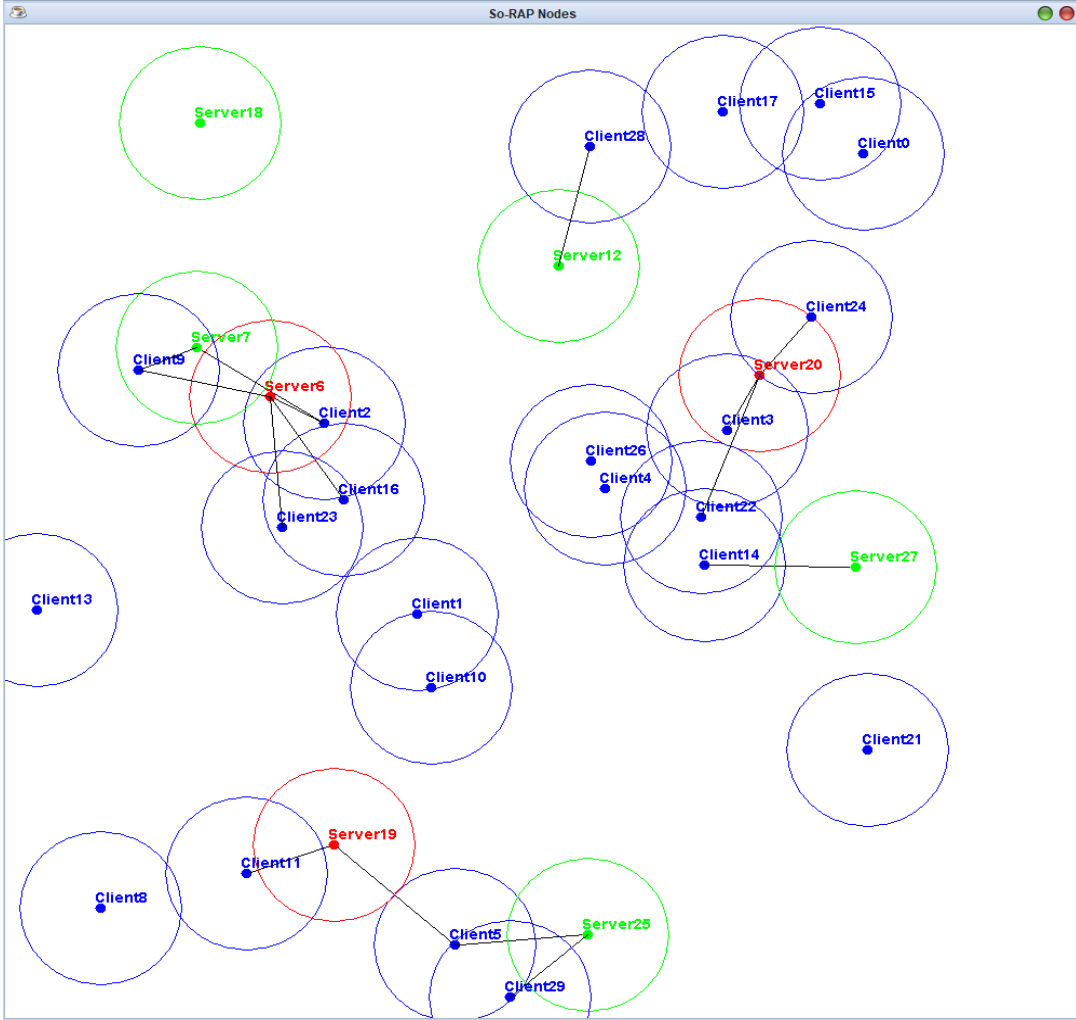 So-RAP Nodes
Client17
Client15
Server18
Client28
Client0
Server12
Client24
Server7
Client9
Server20
Server6
Client2
Client3
Client26
Client4
Client16
Client22
Client23
Client14
Server27
Client13
Client1
Client10
Client21
Server19
Client11
Client8
Server25
Client5
Client29